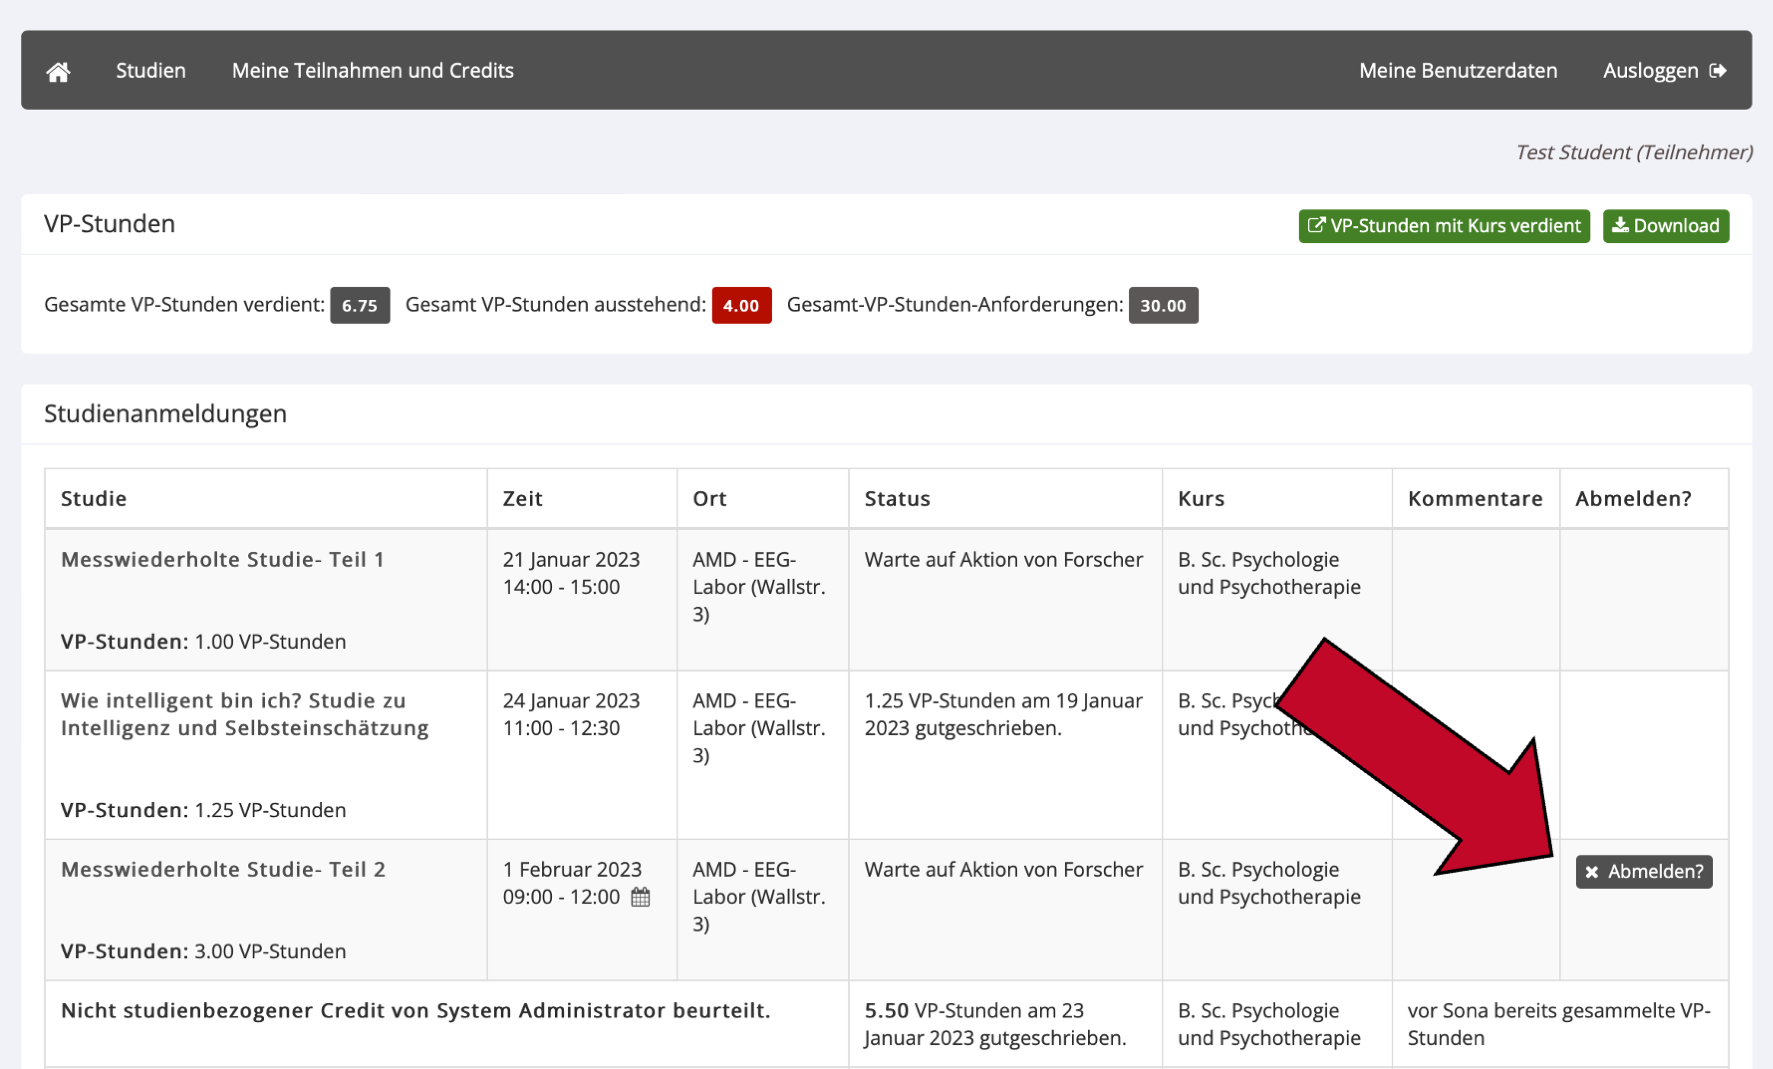 Studien Meine Teilnahmen und Credits Meine Benutzerdaten Ausloggen
Test Student (Teilnehmer)
VP-Stunden VP-Stunden mit Kurs verdient Download
Gesamte VP-Stunden verdient: 6.75 Gesamt VP-Stunden ausstehend: 4.00 Gesamt-VP-Stunden-Anforderungen: 30.00
Studienanmeldungen
Studie Zeit Ort Status Kurs Kommentare Abmelden?
Messwiederholte Studie- Teil 1
VP-Stunden: 1.00 VP-Stunden
21 Januar 2023
14:00 - 15:00
AMD - EEG-
Labor (Wallstr.
3)
Warte auf Aktion von Forscher
B. Sc. Psychologie
und Psychotherapie
Wie intelligent bin ich? Studie zu
Intelligenz und Selbsteinschätzung
VP-Stunden: 1.25 VP-Stunden
24 Januar 2023
11:00 - 12:30
AMD - EEG-
Labor (Wallstr.
3)
1.25 VP-Stunden am 19 Januar
2023 gutgeschrieben.
B. Sc.
und
Messwiederholte Studie- Teil 2
VP-Stunden: 3.00 VP-Stunden
1 Februar 2023
09:00 - 12:00
AMD - EEG-
Labor (Wallstr.
3)
Warte auf Aktion von Forscher
B. Sc. Psychologie
und Psychotherapie
Abmelden?
Nicht studienbezogener Credit von System Administrator beurteilt.
5.50 VP-Stunden am 23
Januar 2023 gutgeschrieben.
B. Sc. Psychologie
und Psychotherapie
vor Sona bereits gesammelte VP-
Stunden